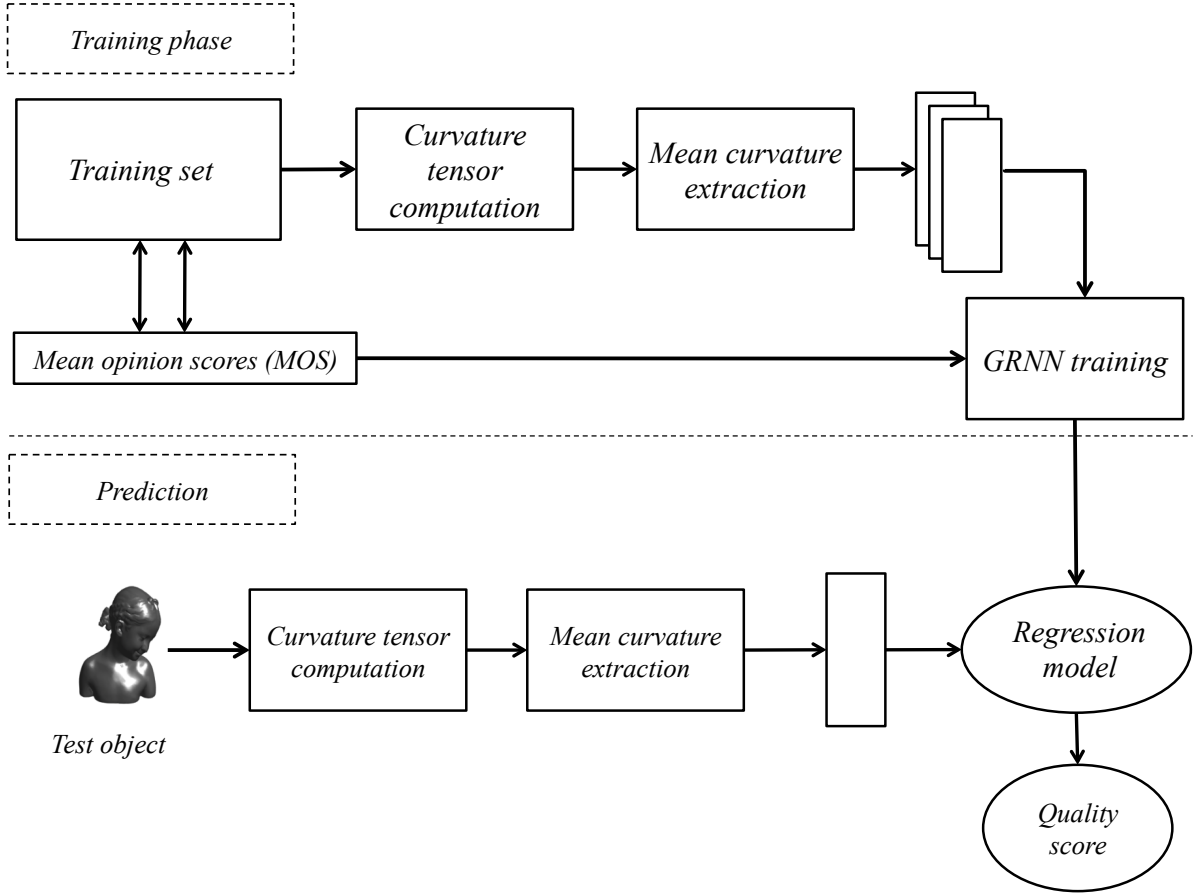 Training phase
Training set
Curvature
tensor
computation
Mean curvature
extraction
Mean opinion scores (MOS)
GRNN training
Prediction
Test object
Curvature tensor
computation
Mean curvature
extraction
Regression
model
Quality
score